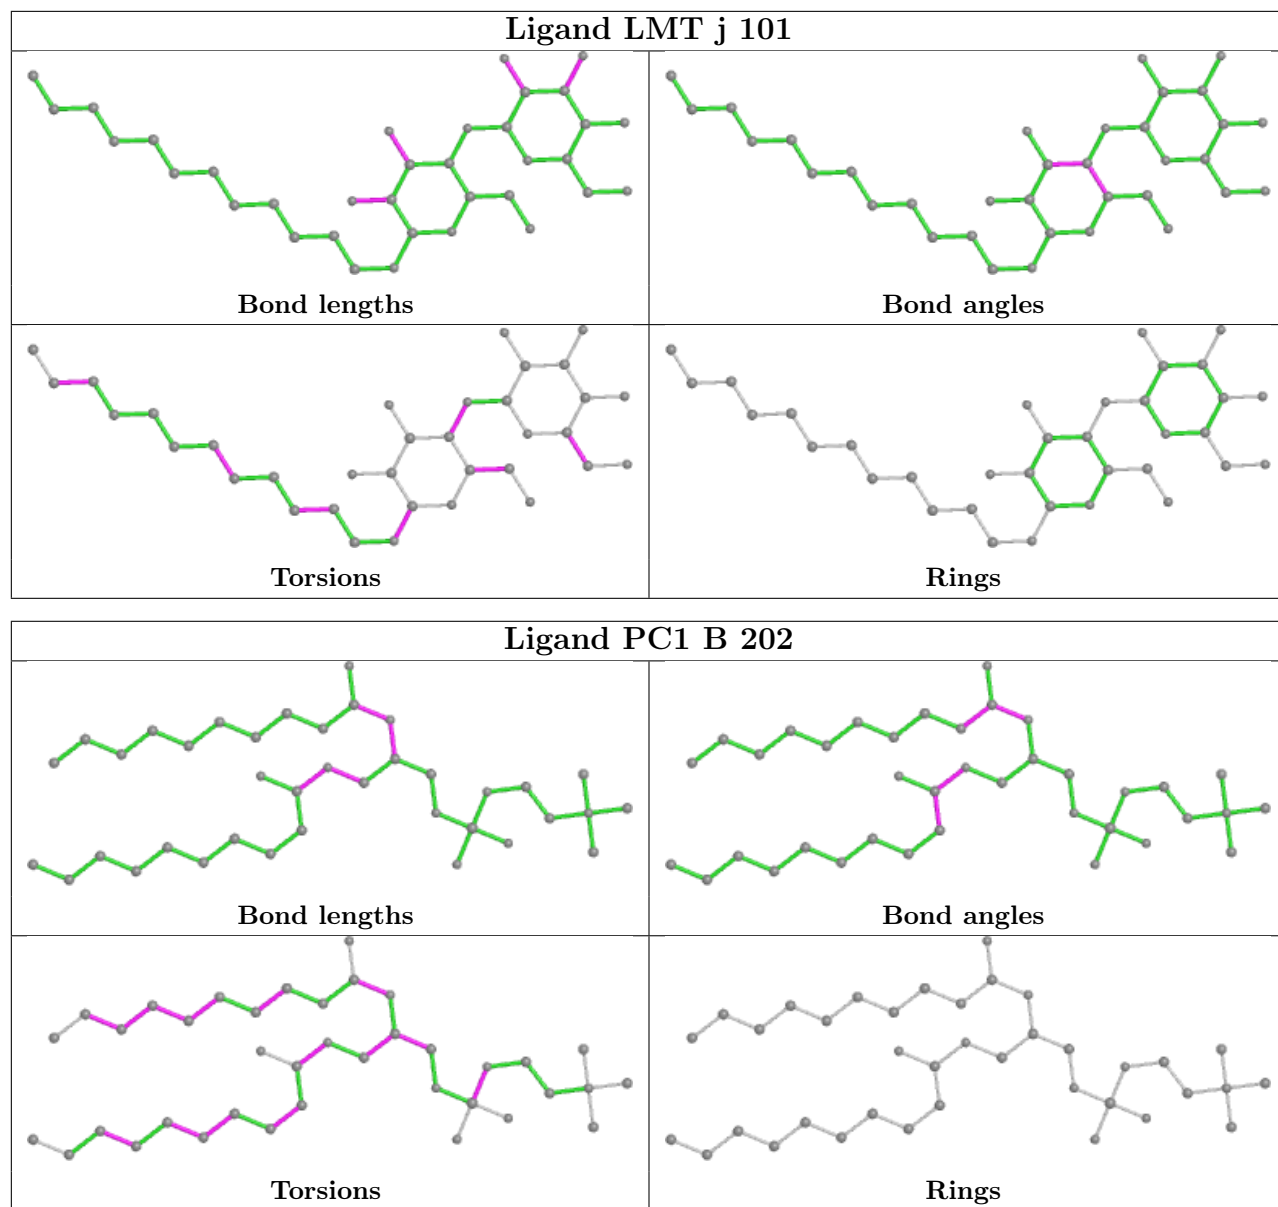 Ligand LMT j 101
Bond lengths
Bond angles
Torsions
Rings
Ligand PC1 B 202
Bond lengths
Bond angles
Torsions
Rings